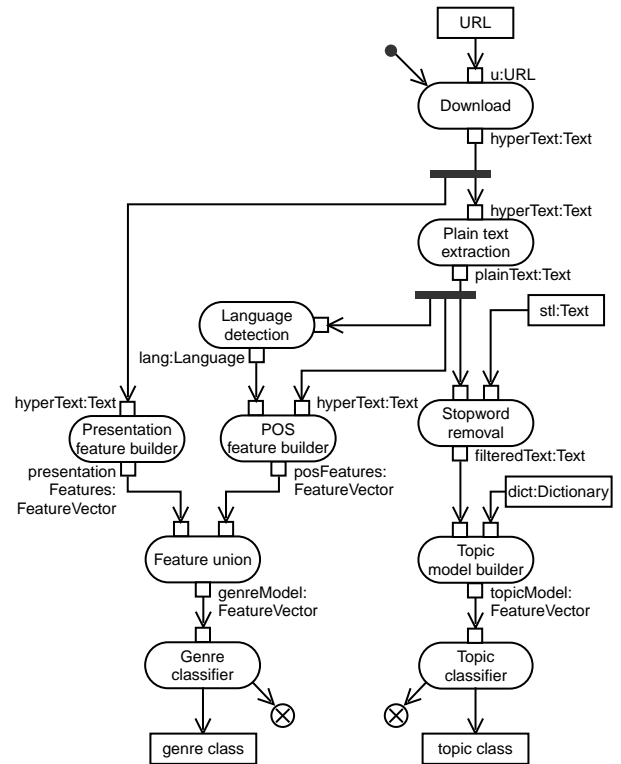 URL
u:URL
Download
hyperText:Text
hyperText:Text
Plain text
extraction
plainText:Text
Language
detection
stl:Text
lang:Language
hyperText:Text
hyperText:Text
Presentation
feature builder
POS
feature builder
Stopword
removal
presentation
Features:
FeatureVector
posFeatures:
FeatureVector
filteredText:Text
dict:Dictionary
Feature union
Topic
model builder
genreModel:
FeatureVector
topicModel:
FeatureVector
Genre
classifier
Topic
classifier
genre class
topic class